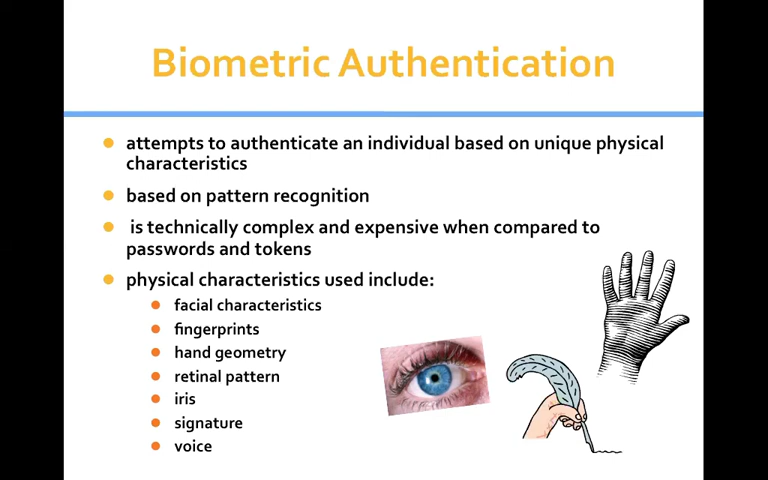 Biometric Authentication
attempts to authenticate an individual based on unique physical
characteristics
based on pattern recognition
is technically complex and expensive when compared to
passwords and tokens
physical characteristics used include:
facial characteristics
fingerprints
hand geometry
retinal pattern
iris
signature
voice